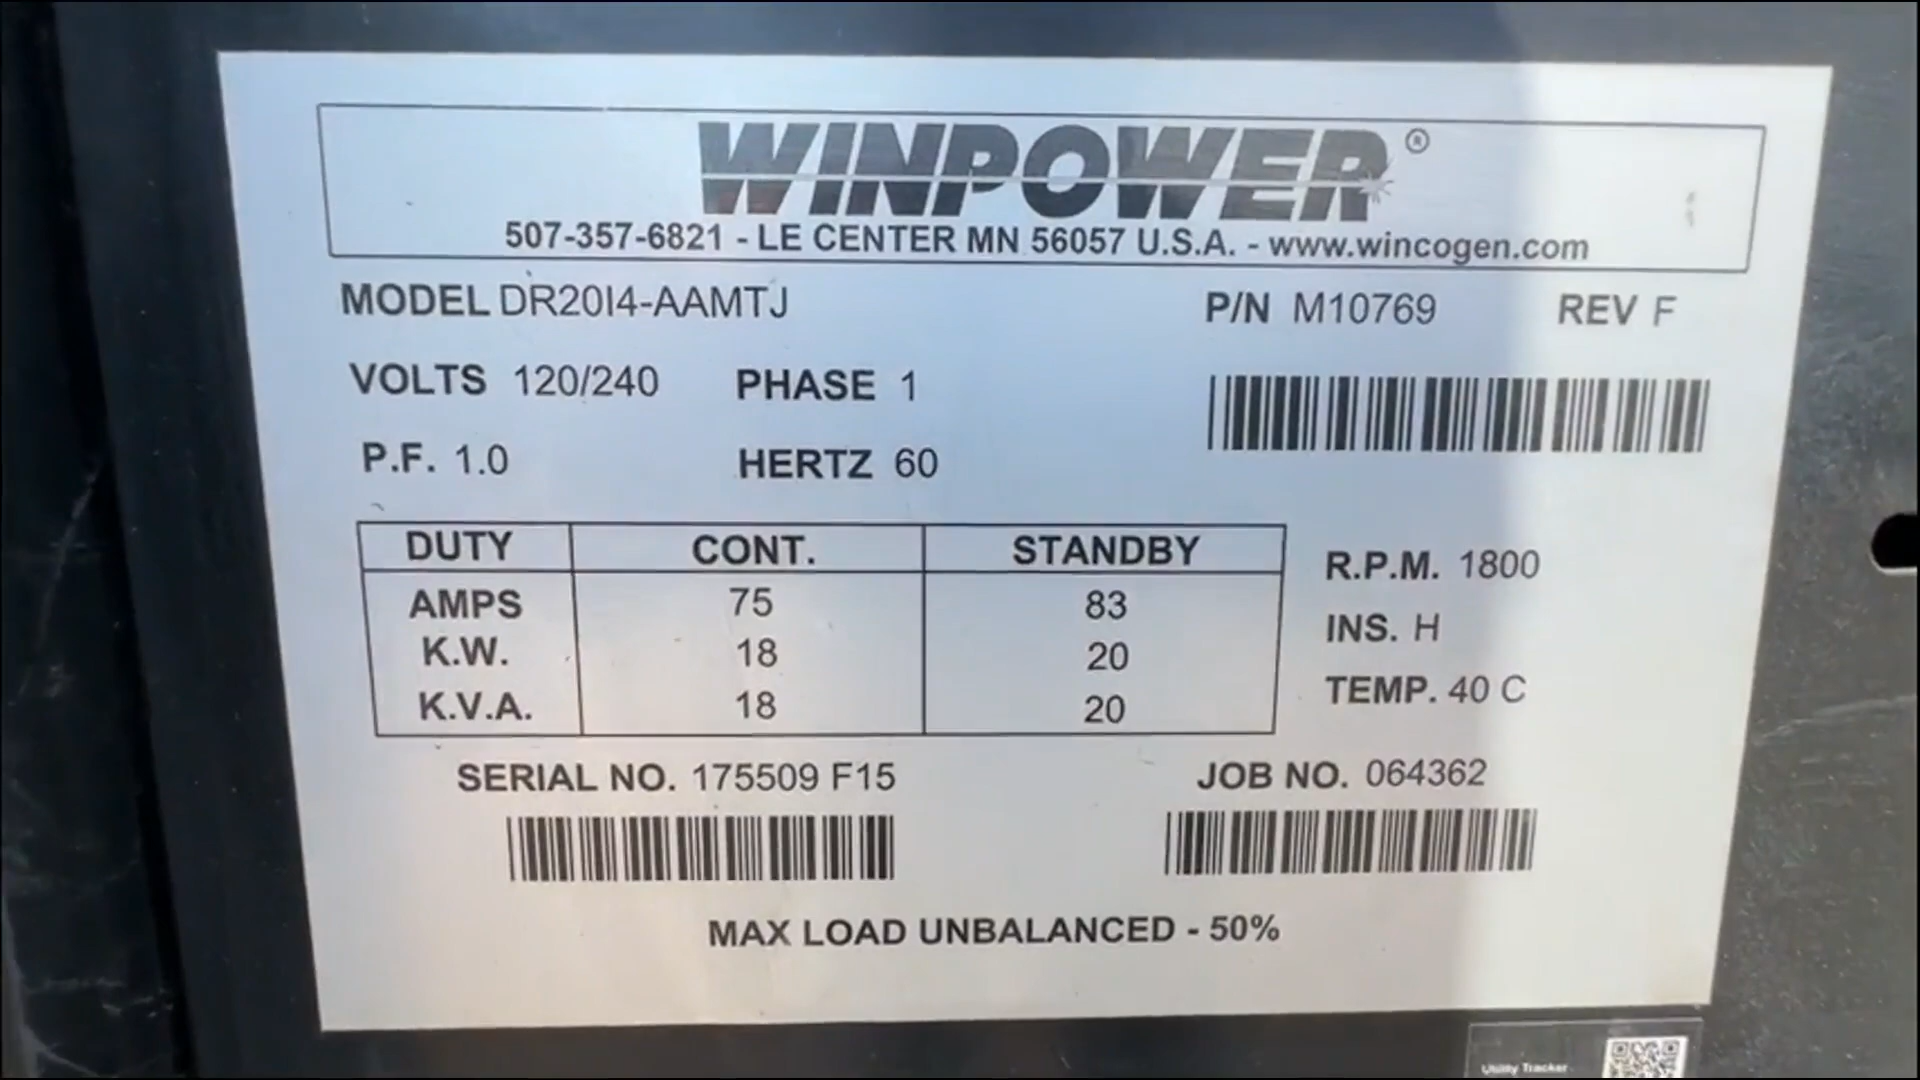 WINPOWER®
507-357-6821 - LE CENTER MN 56057 U.S.A. - www.wincogen.com
MODEL DR20I4-AAMTJ P/N M10769 REV F
VOLTS 120/240 PHASE 1
P.F. 1.0 HERTZ 60
DUTY CONT. STANDBY
AMPS 75 83
K.W. 18 20
K.V.A. 18 20
R.P.M. 1800
INS. H
TEMP. 40 C
SERIAL NO. 175509 F15 JOB NO. 064362
MAX LOAD UNBALANCED - 50%
Utility Tracker